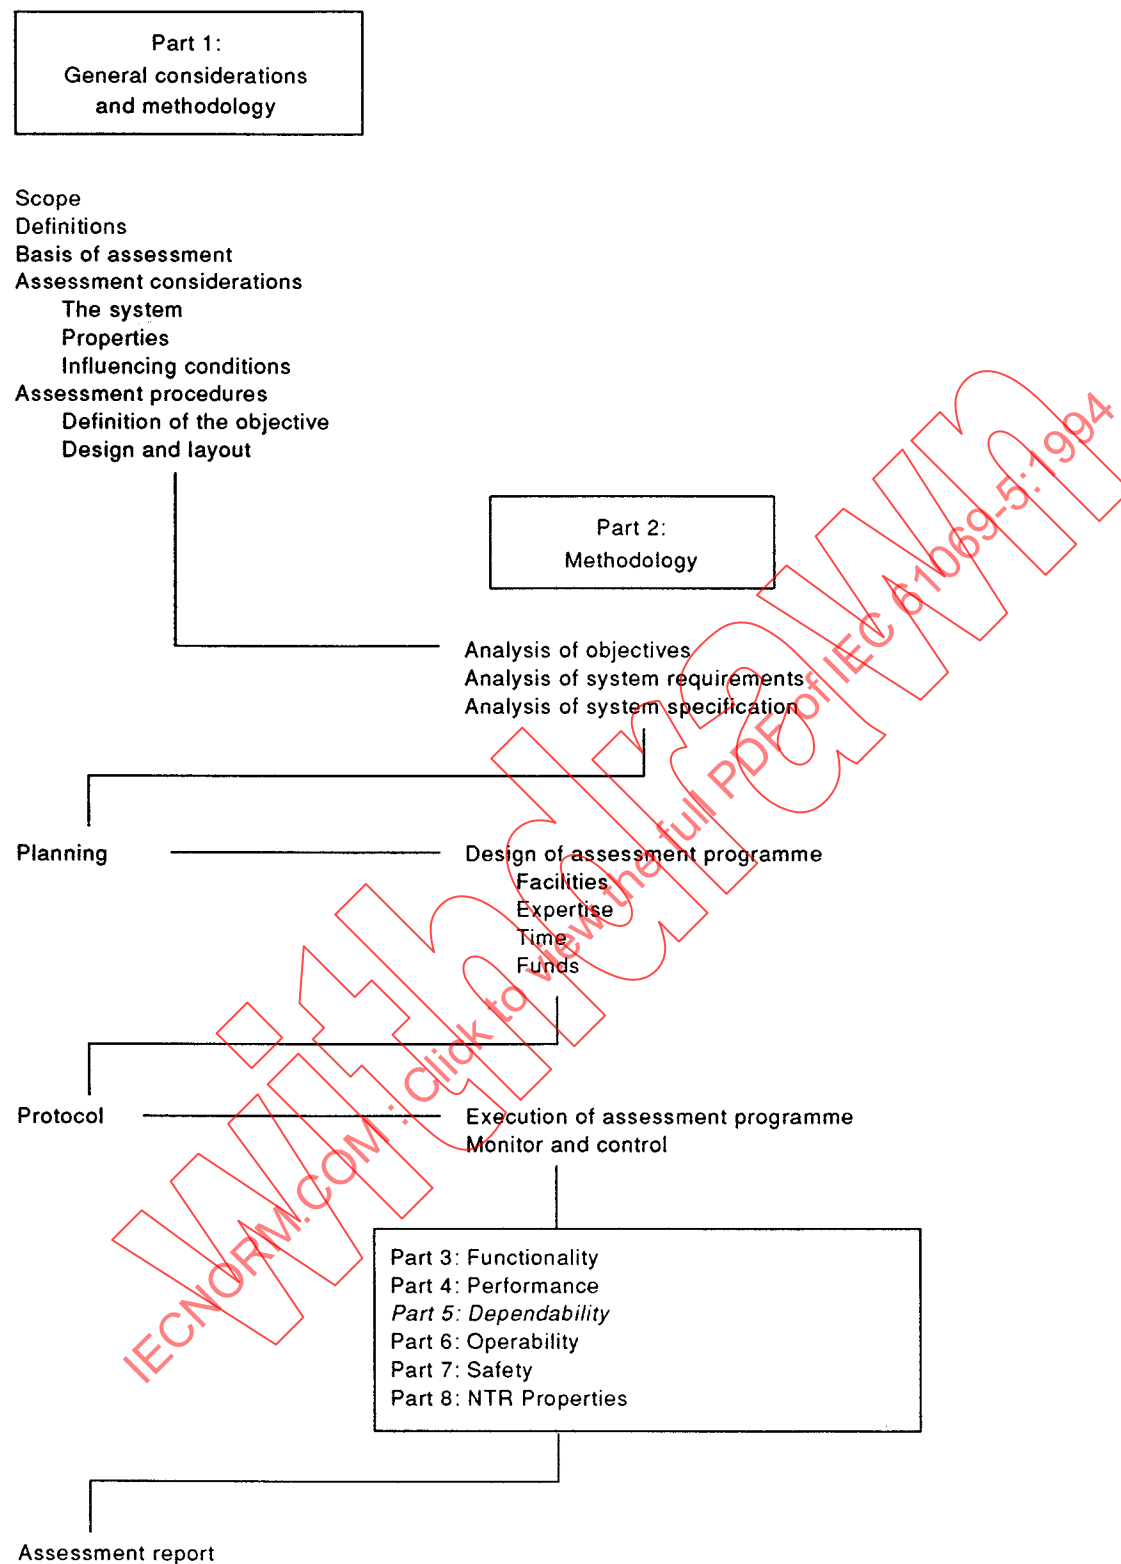 Part 1:
General considerations
and methodology
Scope
Definitions
Basis of assessment
Assessment considerations
The system
Properties
Influencing conditions
Assessment procedures
Definition of the objective
Design and layout
Part 2:
Methodology
Analysis of objectives
Analysis of system requirements
Analysis of system specification
Planning
Design of assessment programme
Facilities
Expertise
Time
Funds
Protocol
Execution of assessment programme
Monitor and control
Part 3: Functionality
Part 4: Performance
Part 5: Dependability
Part 6: Operability
Part 7: Safety
Part 8: NTR Properties
Assessment report
withdrawn
IECNORM.COM : Click to view the full PDF of IEC 61069-5:1994